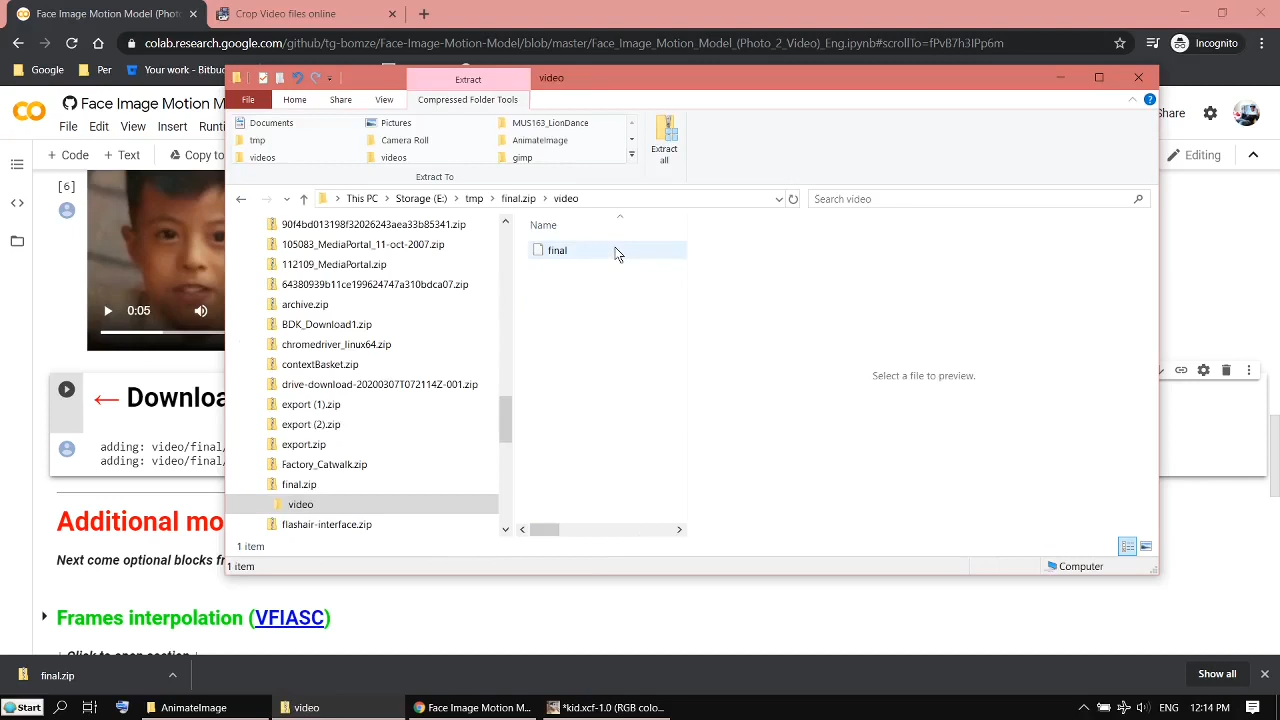 Face Image Motion Model (Photo_
Crop Video files online
colab.research.google.com/github/tg-bomze/Face-Image-Motion-Model/blob/master/Face_Image_Motion_Model_(Photo_2_Video)_Eng.ipynb#scrollTo=fPvB7h3IPp6m
Incognito
Google
Per
Your work - Bitbuc
Face Image Motion M
File Edit View Insert Runti
Share
+ Code + Text Copy to
Editing
[6]
0:05
Extract
video
File Home Share View Compressed Folder Tools
Documents Pictures MUS163_LionDance
tmp Camera Roll AnimateImage
videos videos gimp
Extract
all
Extract To
This PC Storage (E:) tmp final.zip video
Search video
90f4bd013198f32026243aea33b85341.zip
105083_MediaPortal_11-oct-2007.zip
112109_MediaPortal.zip
64380939b11ce199624747a310bdca07.zip
archive.zip
BDK_Download1.zip
chromedriver_linux64.zip
contextBasket.zip
drive-download-20200307T072114Z-001.zip
export (1).zip
export (2).zip
export.zip
Factory_Catwalk.zip
final.zip
video
flashair-interface.zip
Name
final
Select a file to preview.
1 item
1 item
Computer
← Downloa
adding: video/final,
adding: video/final,
Additional mo
Next come optional blocks fr
Frames interpolation (VFIASC)
final.zip
Show all
Start
AnimateImage
video
Face Image Motion M...
*kid.xcf-1.0 (RGB colo...
ENG
12:14 PM